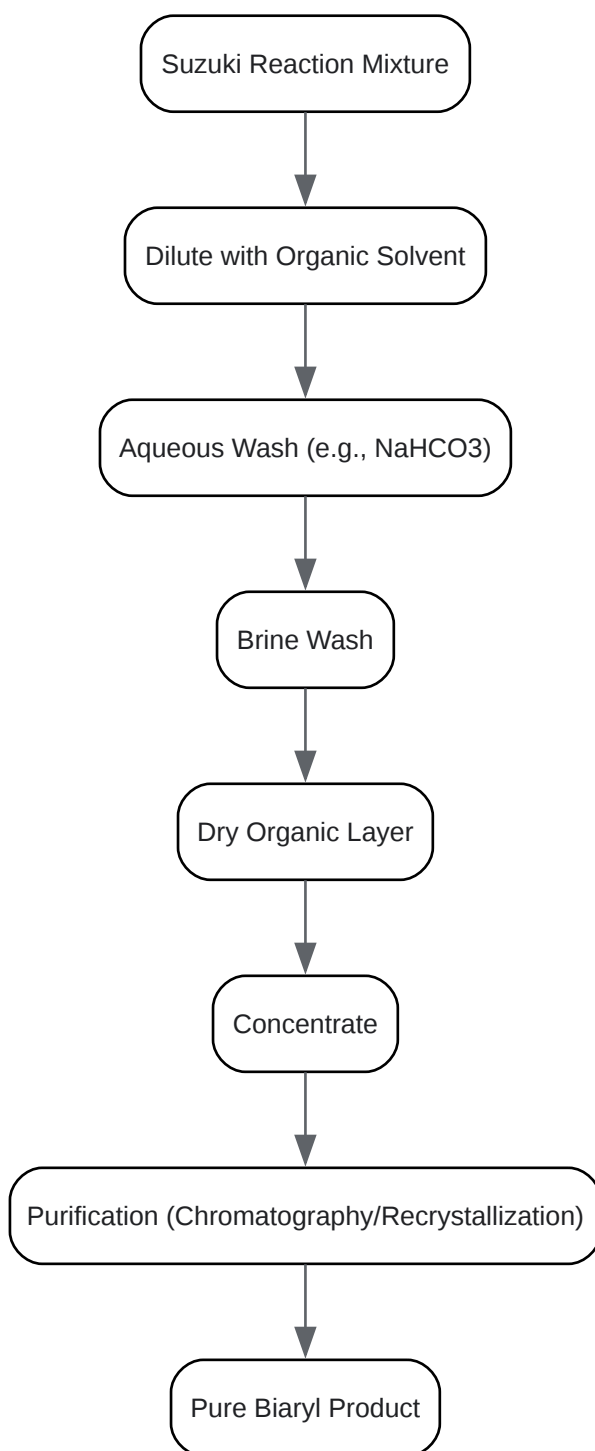 Suzuki Reaction Mixture
Dilute with Organic Solvent
Aqueous Wash (e.g., NaHCO3)
Brine Wash
Dry Organic Layer
Concentrate
Purification (Chromatography/Recrystallization)
Pure Biaryl Product